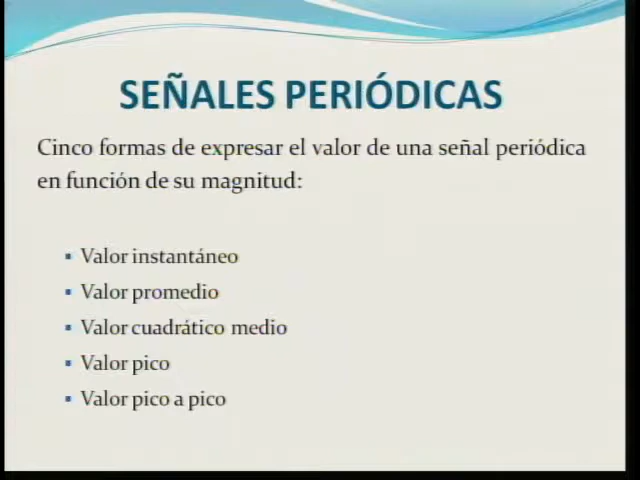 SEÑALES PERIÓDICAS
Cinco formas de expresar el valor de una señal periódica
en función de su magnitud:
▪ Valor instantáneo
▪ Valor promedio
▪ Valor cuadrático medio
▪ Valor pico
▪ Valor pico a pico